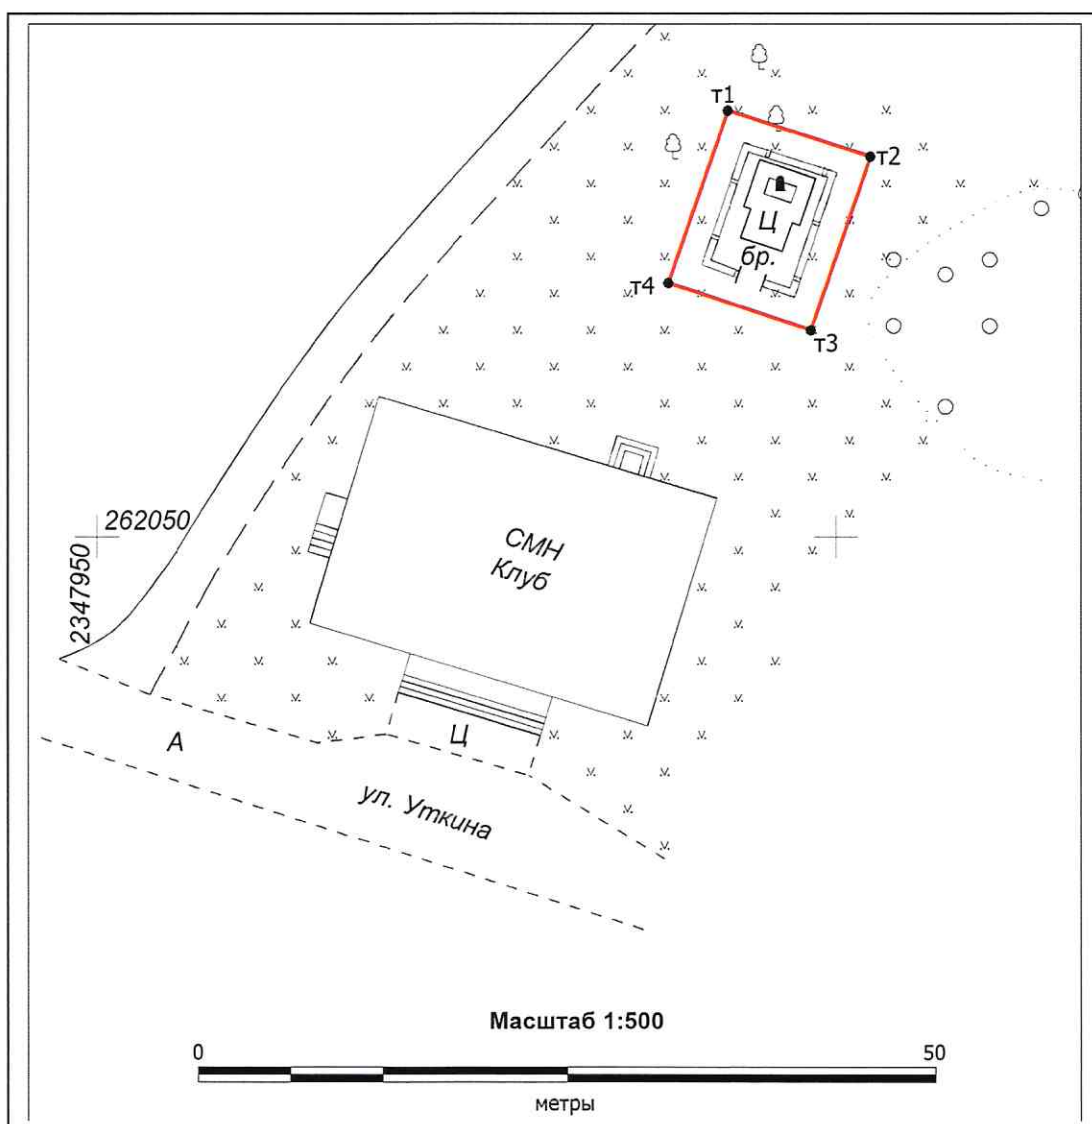 т1
т2
Ц
бр.
т4
т3
262050
2347950
СМН
Клуб
Ц
А
ул. Уткина
Масштаб 1:500
0
50
метры